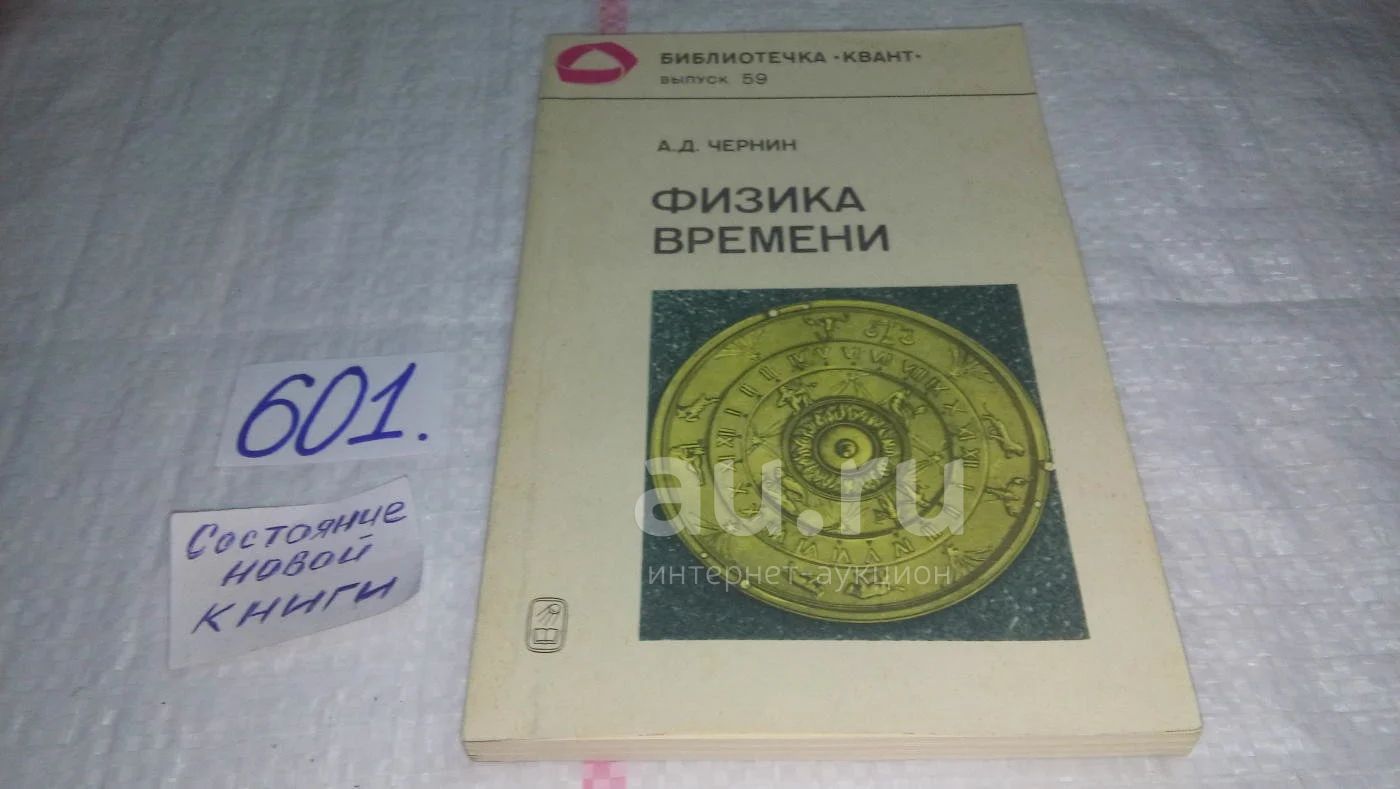 БИБЛИОТЕЧКА «КВАНТ»
ВЫПУСК 59
А.Д. ЧЕРНИН
ФИЗИКА
ВРЕМЕНИ
601.
Состояние
новой
книги
au.ru
интернет-аукцион